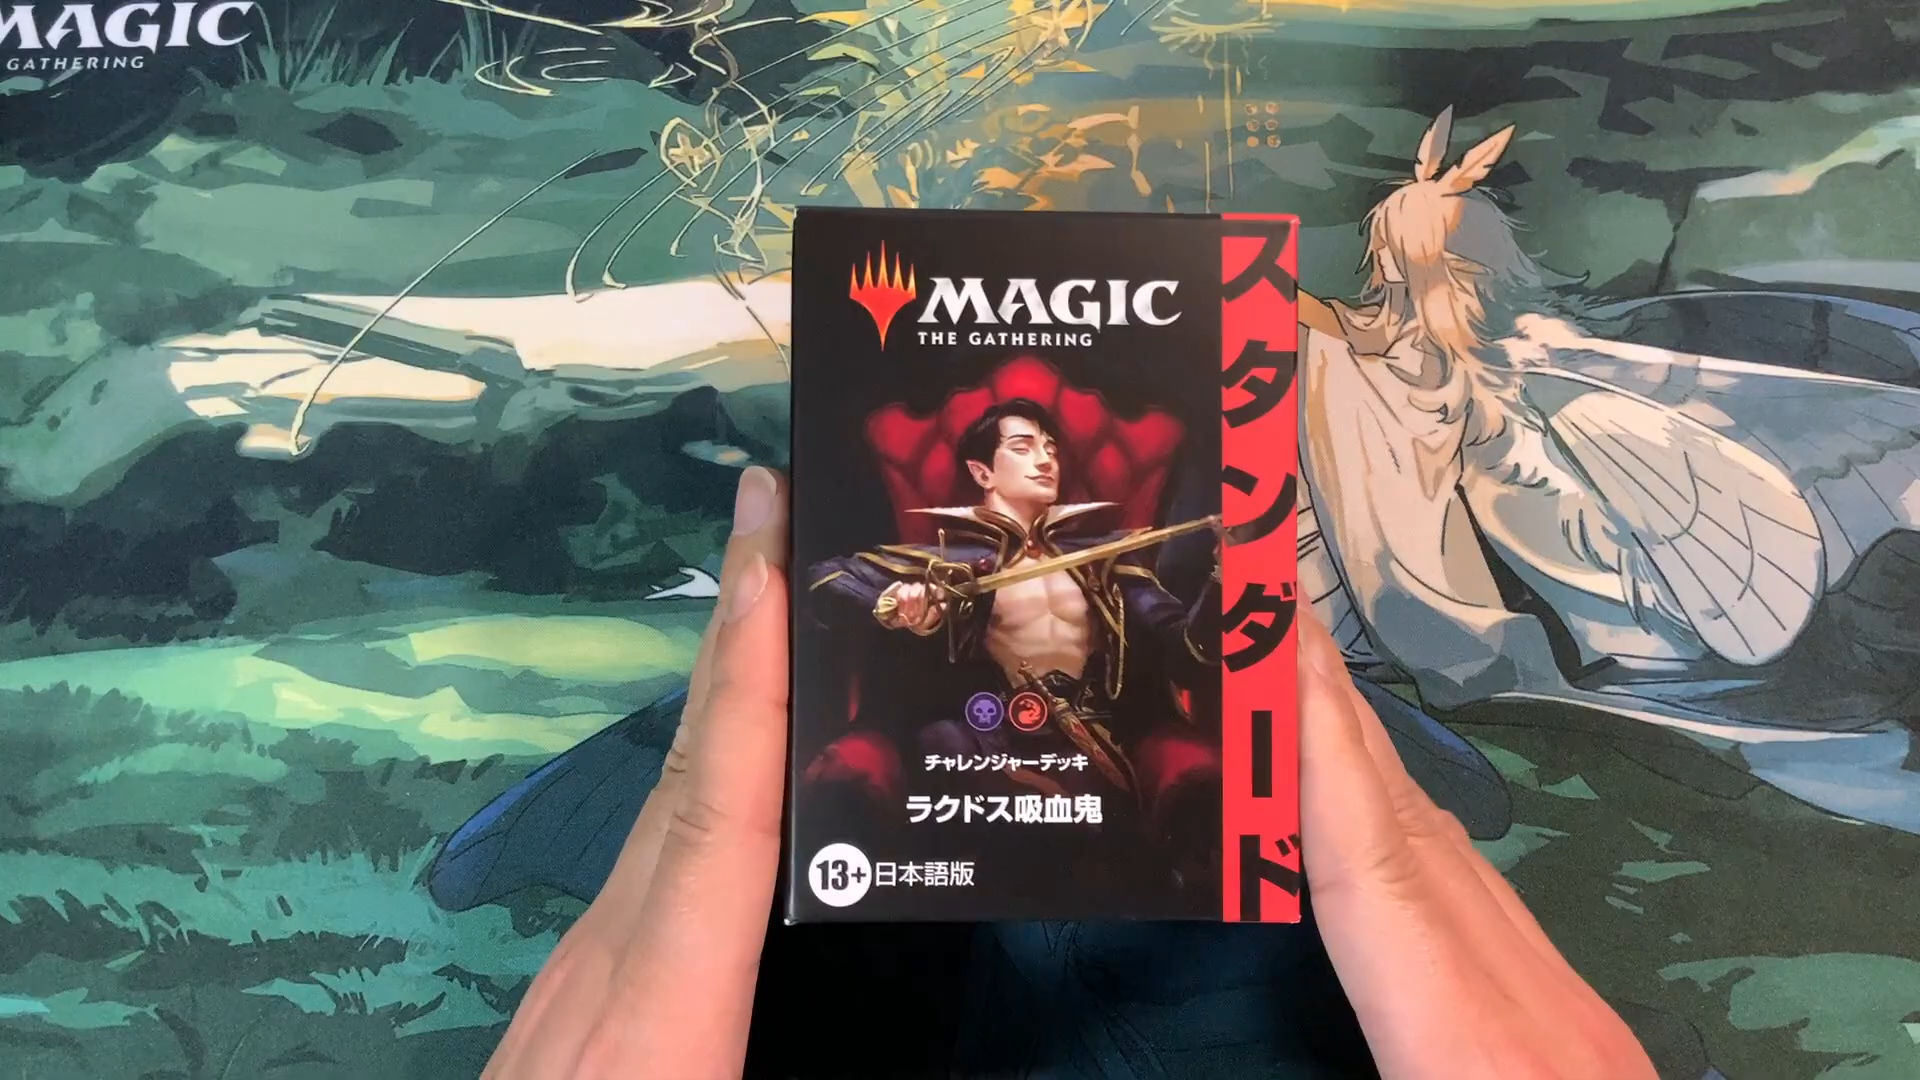 MAGIC
GATHERING
MAGIC
THE GATHERING
スタンダード
チャレンジャーデッキ
ラクドス吸血鬼
13+
日本語版